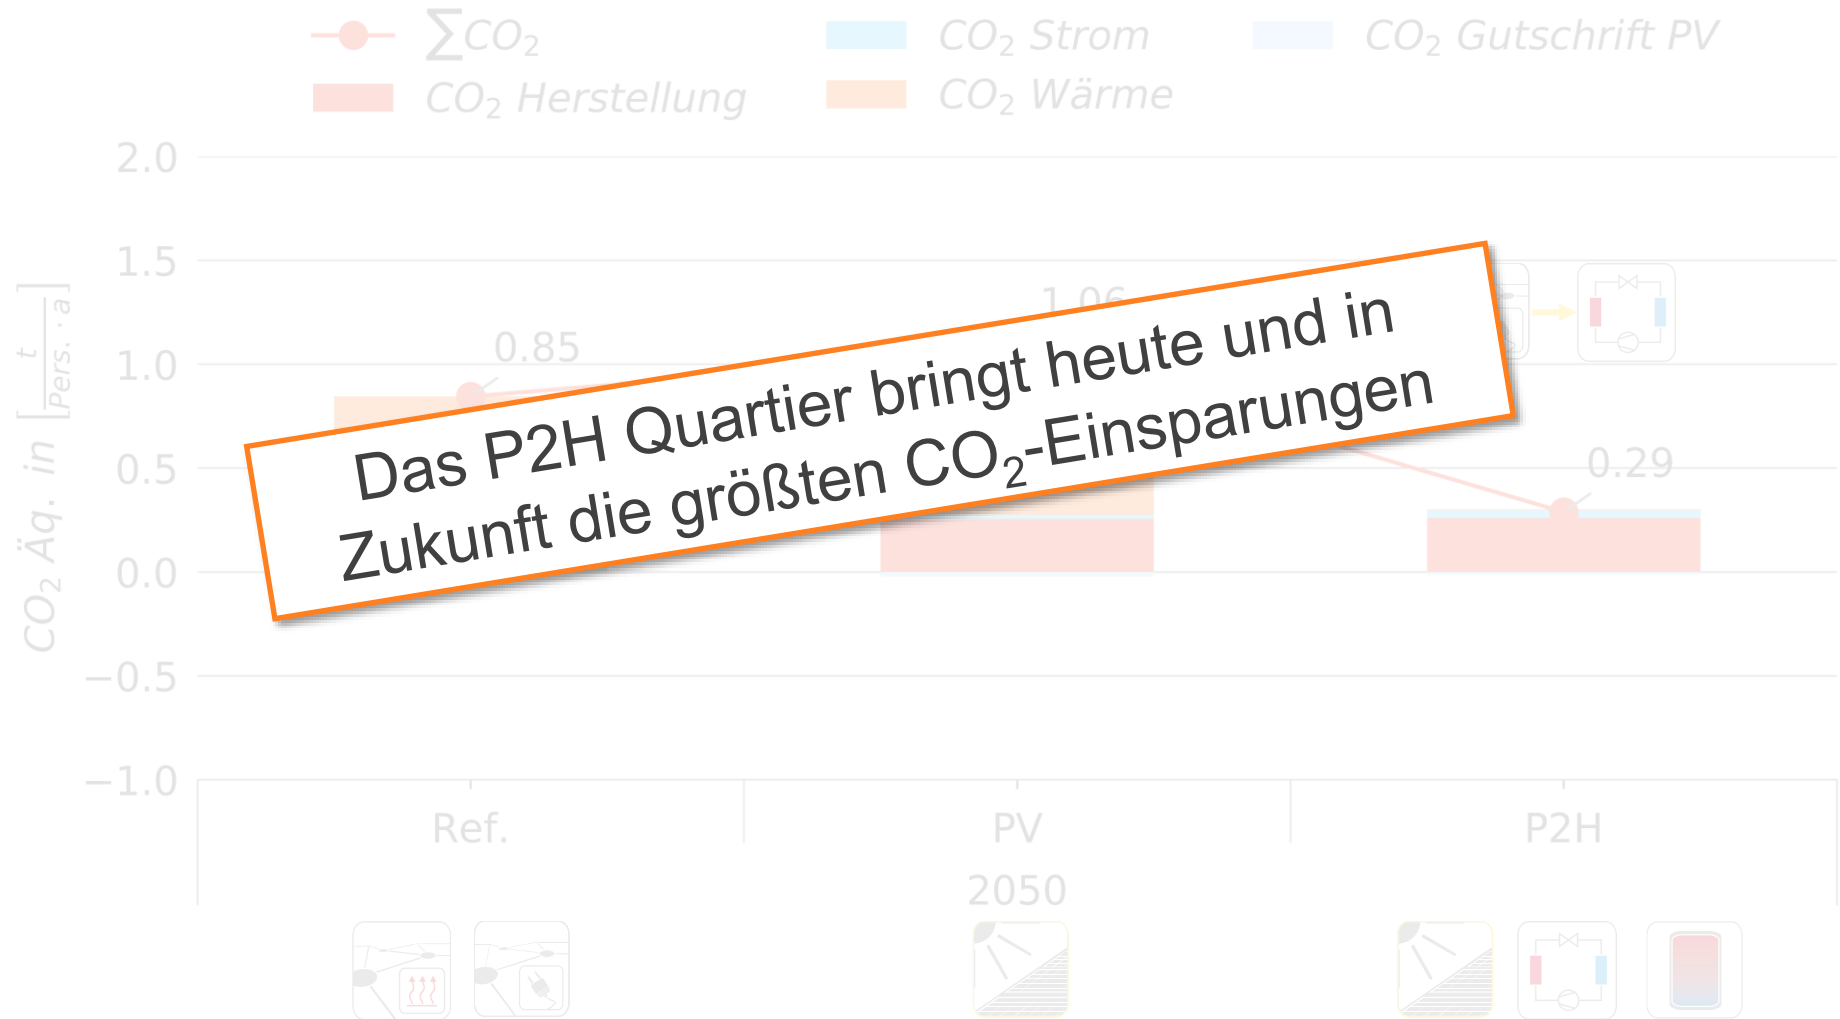 ∑CO₂
CO₂ Strom
CO₂ Gutschrift PV
CO₂ Herstellung
CO₂ Wärme
2.0
1.5
1.0
0.5
0.0
−0.5
−1.0
CO₂ Äq. in [t / Pers. · a]
0.85
1.06
0.29
Das P2H Quartier bringt heute und in
Zukunft die größten CO₂-Einsparungen
Ref.
PV
P2H
2050